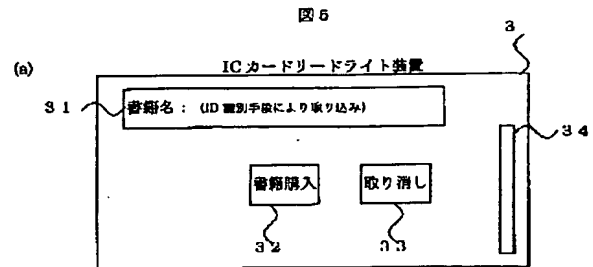 図5
3
(a)
ICカードリードライト装置
31
書籍名： (ID識別手段により取り込み)
34
書籍購入
取り消し
32
33